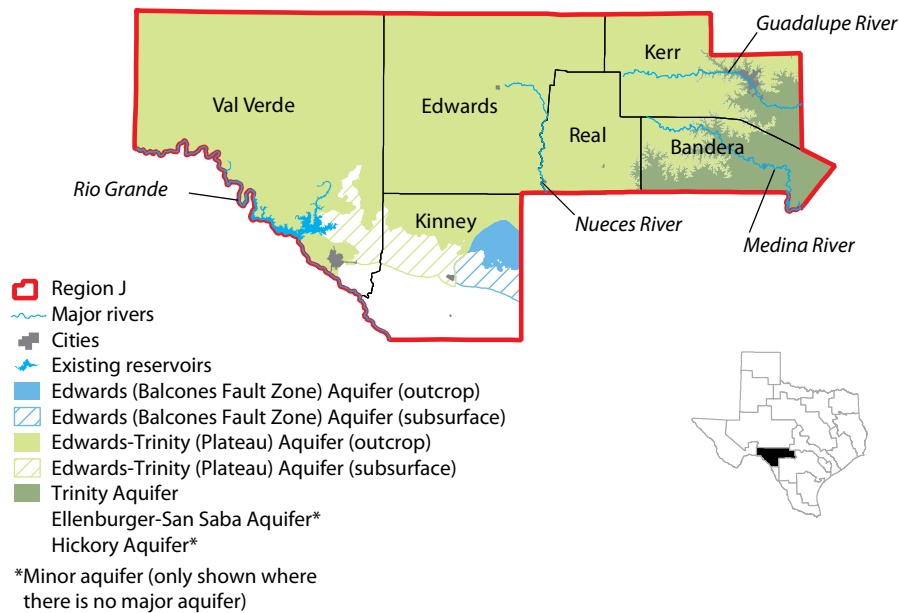 Guadalupe River
Kerr
Val Verde
Edwards
Real
Bandera
Rio Grande
Kinney
Nueces River
Medina River
Region J
Major rivers
Cities
Existing reservoirs
Edwards (Balcones Fault Zone) Aquifer (outcrop)
Edwards (Balcones Fault Zone) Aquifer (subsurface)
Edwards-Trinity (Plateau) Aquifer (outcrop)
Edwards-Trinity (Plateau) Aquifer (subsurface)
Trinity Aquifer
Ellenburger-San Saba Aquifer*
Hickory Aquifer*
*Minor aquifer (only shown where
there is no major aquifer)